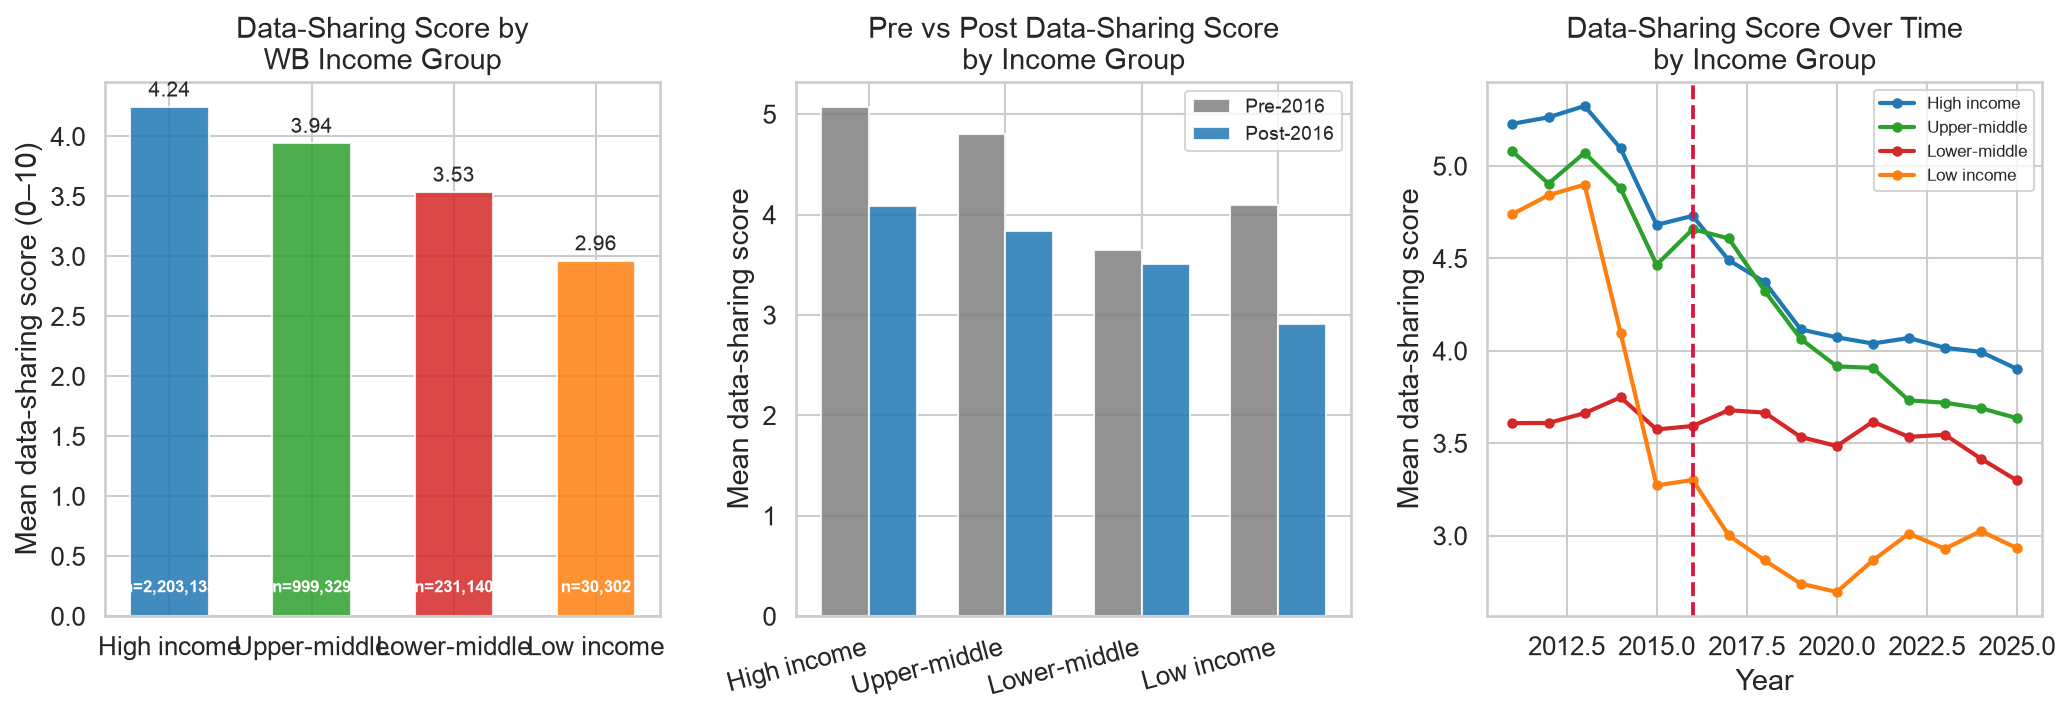 Data-Sharing Score by
WB Income Group
Mean data-sharing score (0–10)
4.0
3.5
3.0
2.5
2.0
1.5
1.0
0.5
0.0
4.24
3.94
3.53
2.96
n=2,203,13
n=999,329
n=231,140
n=30,302
High income
Upper-middle
Lower-middle
Low income
Pre vs Post Data-Sharing Score
by Income Group
Mean data-sharing score
5
4
3
2
1
0
Pre-2016
Post-2016
High income
Upper-middle
Lower-middle
Low income
Data-Sharing Score Over Time
by Income Group
Mean data-sharing score
5.0
4.5
4.0
3.5
3.0
High income
Upper-middle
Lower-middle
Low income
2012.5
2015.0
2017.5
2020.0
2022.5
2025.0
Year